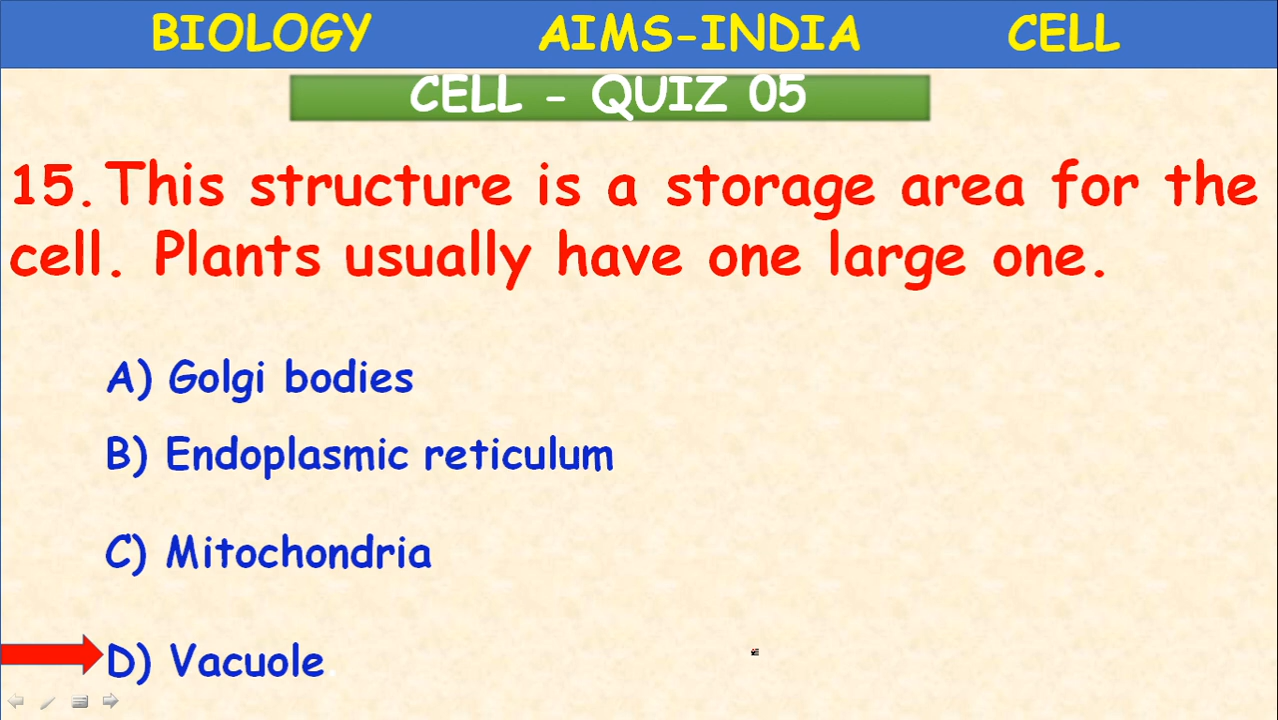 BIOLOGY AIMS-INDIA CELL
CELL - QUIZ 05
15. This structure is a storage area for the
cell. Plants usually have one large one.
A) Golgi bodies
B) Endoplasmic reticulum
C) Mitochondria
D) Vacuole.